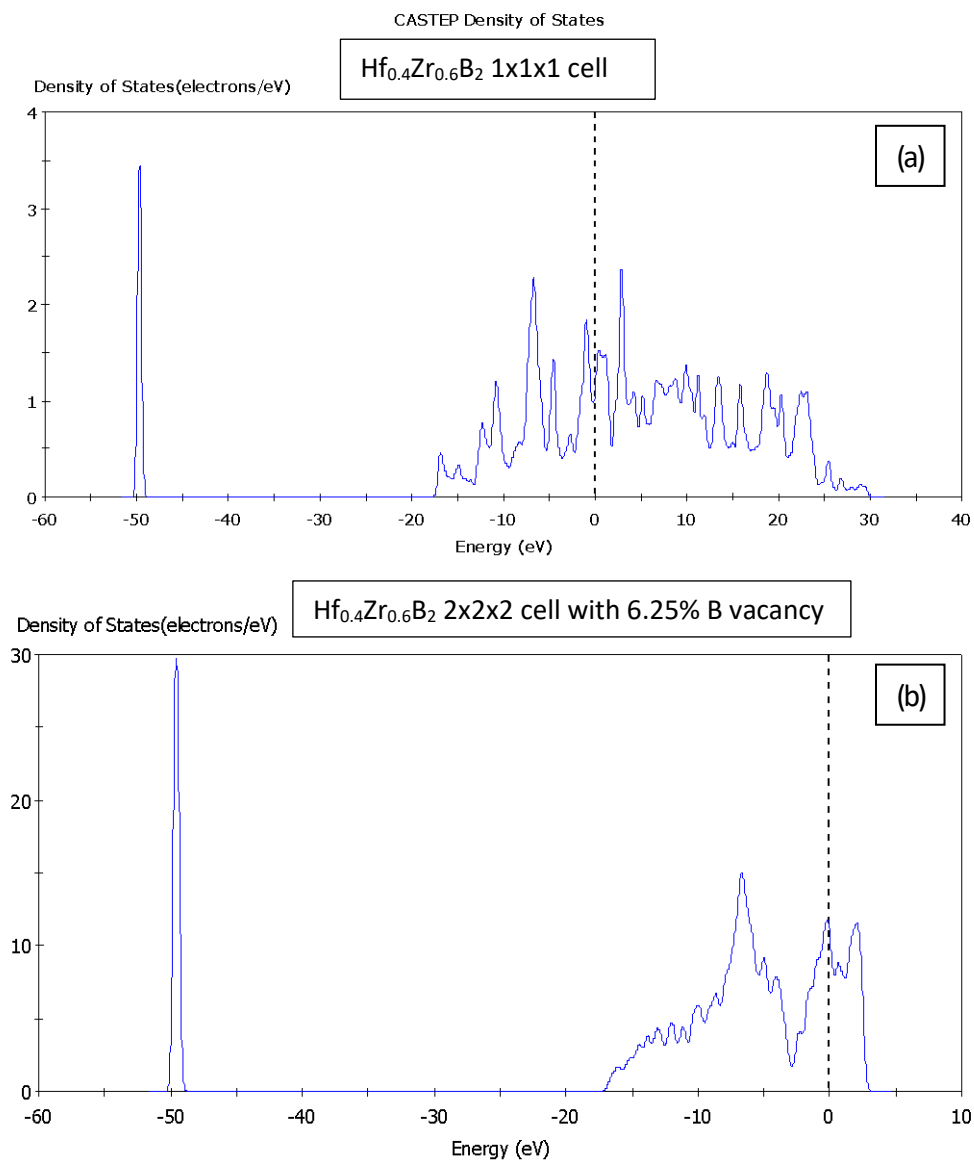 CASTEP Density of States
Hf0.4Zr0.6B2 1x1x1 cell
Density of States(electrons/eV)
(a)
4
3
2
1
0
-60 -50 -40 -30 -20 -10 0 10 20 30 40
Energy (eV)
Hf0.4Zr0.6B2 2x2x2 cell with 6.25% B vacancy
Density of States(electrons/eV)
(b)
30
20
10
0
-60 -50 -40 -30 -20 -10 0 10
Energy (eV)